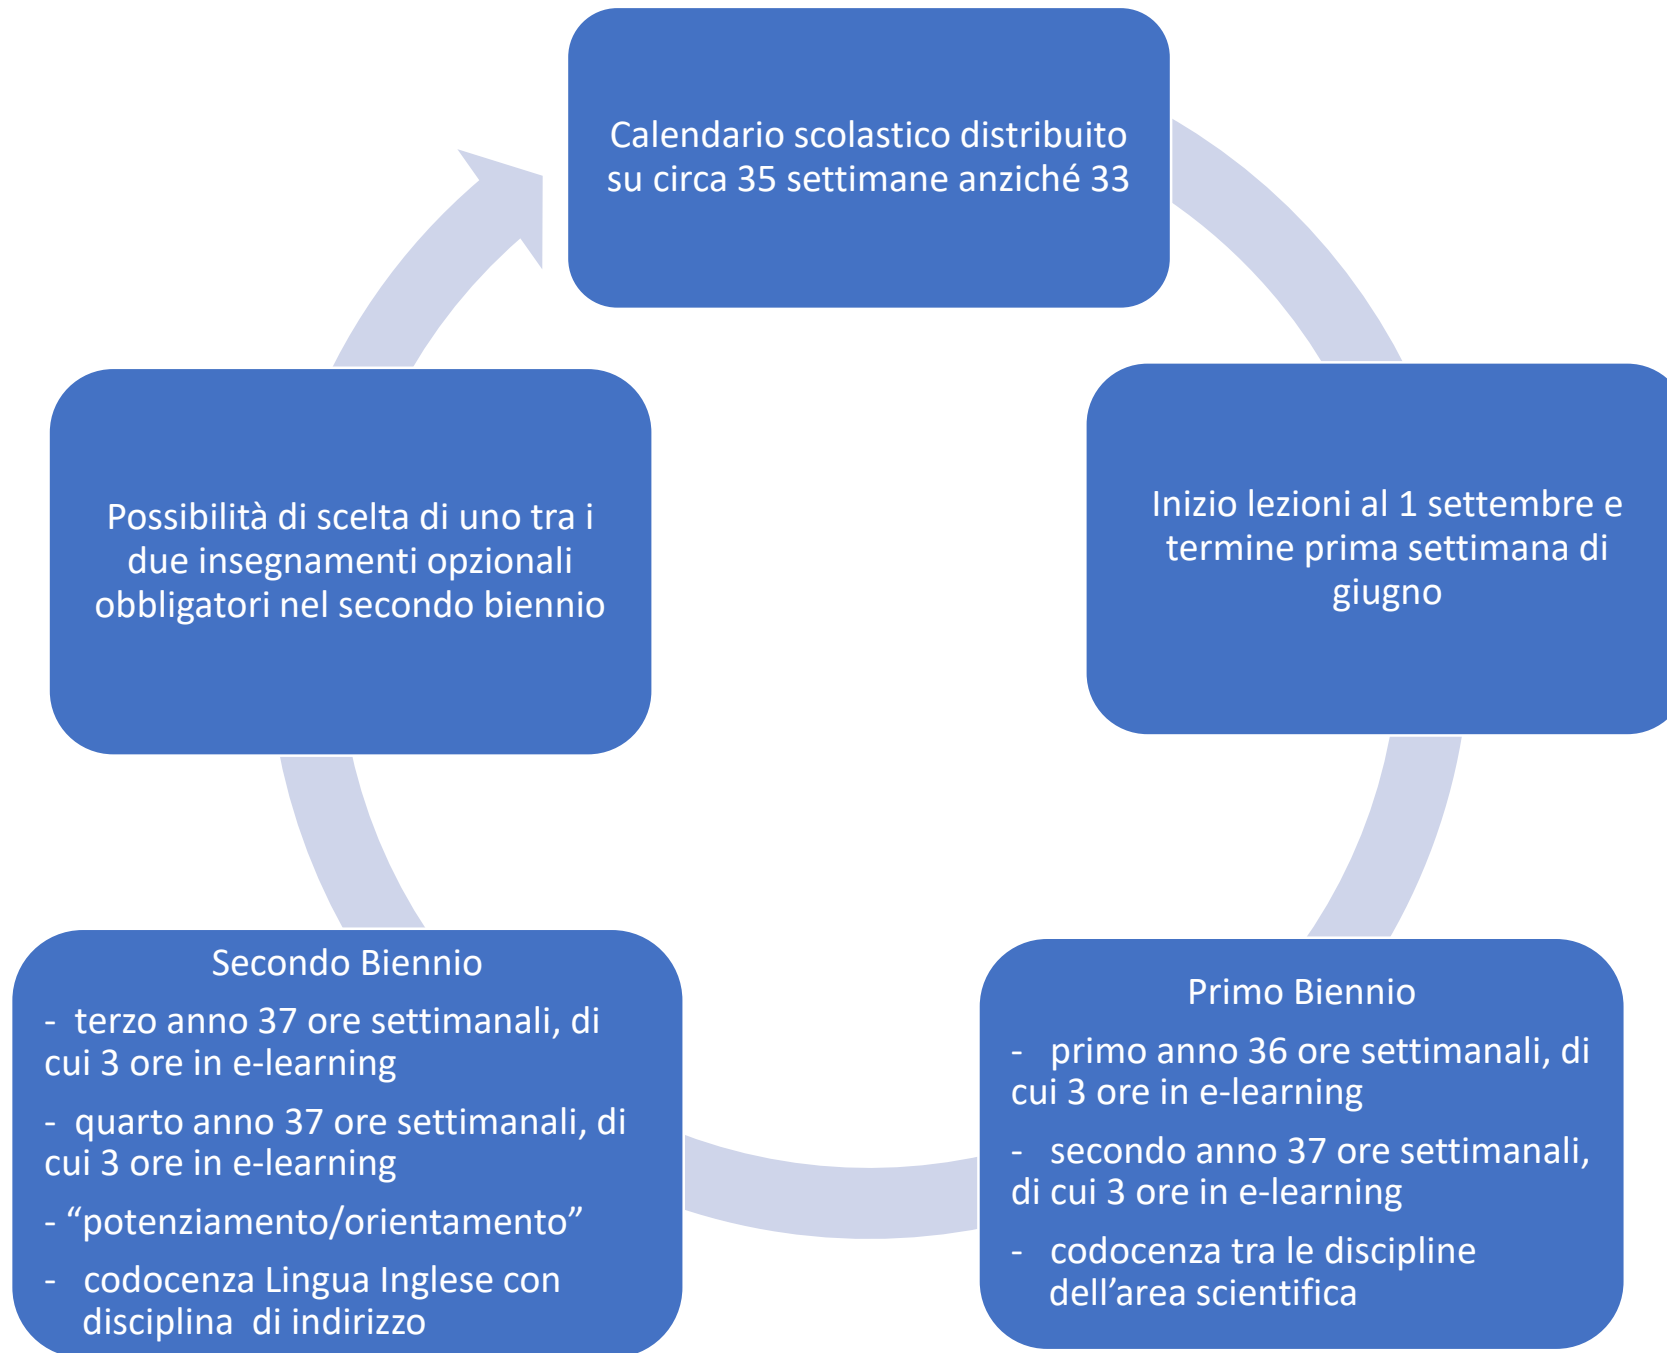 Calendario scolastico distribuito
su circa 35 settimane anziché 33
Inizio lezioni al 1 settembre e
termine prima settimana di
giugno
Primo Biennio
- primo anno 36 ore settimanali, di
cui 3 ore in e-learning
- secondo anno 37 ore settimanali,
di cui 3 ore in e-learning
- codocenza tra le discipline
dell’area scientifica
Secondo Biennio
- terzo anno 37 ore settimanali, di
cui 3 ore in e-learning
- quarto anno 37 ore settimanali, di
cui 3 ore in e-learning
- “potenziamento/orientamento”
- codocenza Lingua Inglese con
disciplina di indirizzo
Possibilità di scelta di uno tra i
due insegnamenti opzionali
obbligatori nel secondo biennio